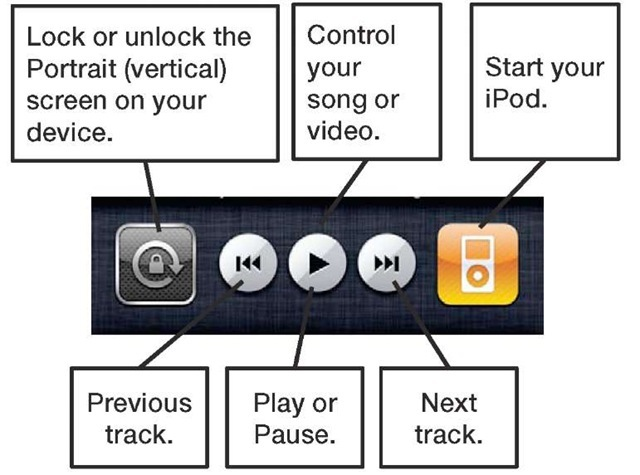 Lock or unlock the
Portrait (vertical)
screen on your
device.
Control
your
song or
video.
Start your
iPod.
Previous
track.
Play or
Pause.
Next
track.